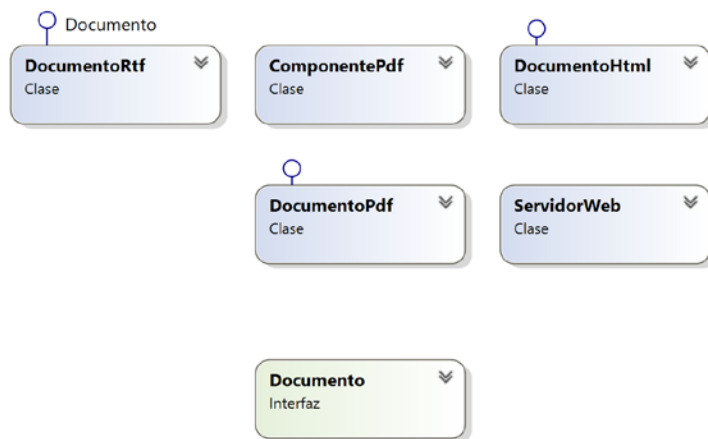 Documento
DocumentoRtf
Clase
ComponentePdf
Clase
DocumentoHtml
Clase
DocumentoPdf
Clase
ServidorWeb
Clase
Documento
Interfaz